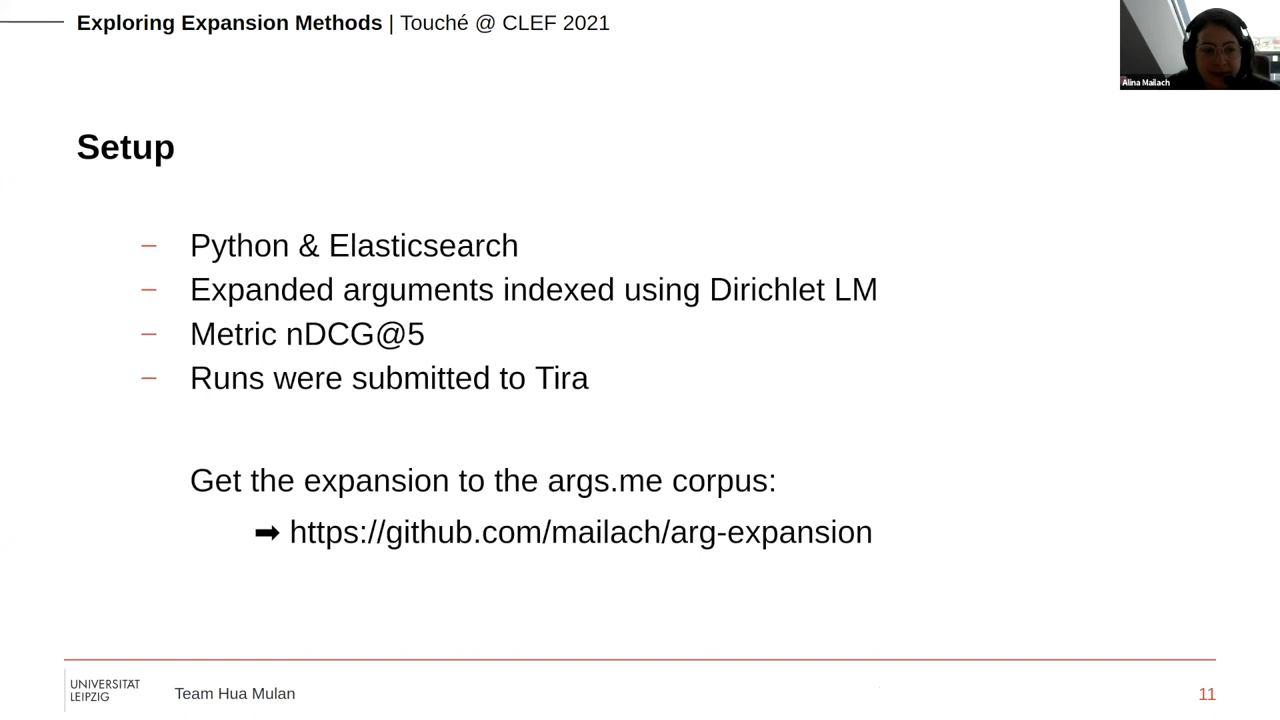 Exploring Expansion Methods | Touché @ CLEF 2021
Alina Mailach
Setup
– Python & Elasticsearch
– Expanded arguments indexed using Dirichlet LM
– Metric nDCG@5
– Runs were submitted to Tira
Get the expansion to the args.me corpus:
➡ https://github.com/mailach/arg-expansion
UNIVERSITÄT
LEIPZIG
Team Hua Mulan
11